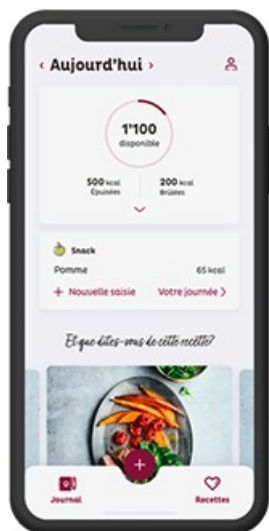 ‹ Aujourd'hui ›
1'100
disponible
500 kcal 200 kcal
Épuisées Brûlées
Snack
Pomme 65 kcal
+ Nouvelle saisie Votre journée >
Et que dites-vous de cette recette?
Journal Recettes